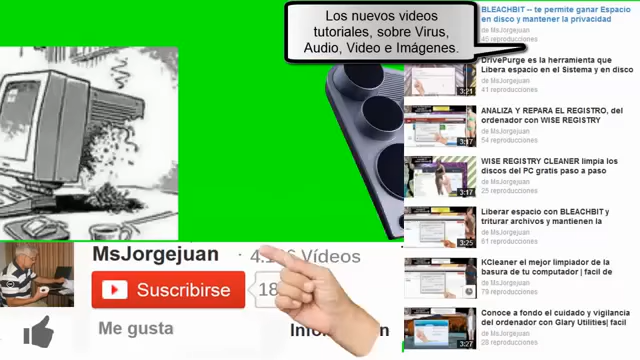 Los nuevos videos
tutoriales, sobre Virus,
Audio, Video e Imágenes.
BLEACHBIT -- te permite ganar Espacio
en disco y mantener la privacidad
de MsJorgejuan
45 reproducciones
DrivePurge es la herramienta que
Libera espacio en el Sistema y en disco
de MsJorgejuan
41 reproducciones
3:21
ANALIZA Y REPARA EL REGISTRO, del
ordenador con WISE REGISTRY
de MsJorgejuan
54 reproducciones
3:17
WISE REGISTRY CLEANER limpia los
discos del PC gratis paso a paso
de MsJorgejuan
25 reproducciones
3:17
Liberar espacio con BLEACHBIT y
triturar archivos y mantienen la
de MsJorgejuan
61 reproducciones
3:25
KCleaner el mejor limpiador de la
basura de tu computador | facil de
de MsJorgejuan
79 reproducciones
Conoce a fondo el cuidado y vigilancia
del ordenador con Glary Utilities| facil
de MsJorgejuan
28 reproducciones
3:27
MsJorgejuan
Vídeos
Suscribirse
Me gusta